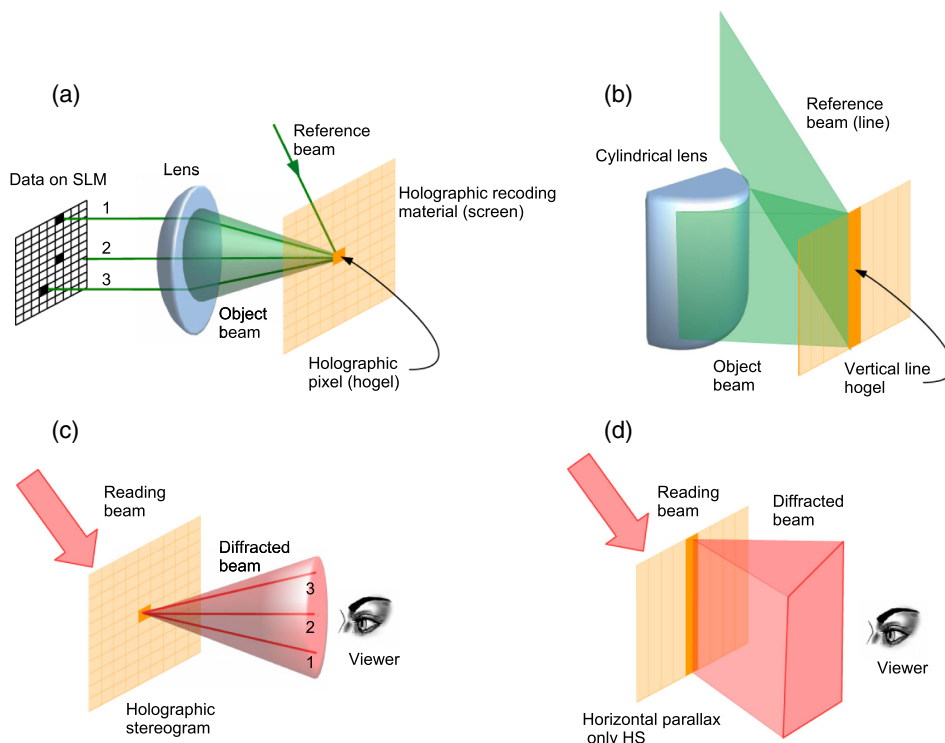 (a)
Reference
beam
Lens
Data on SLM
1
2
3
Holographic recoding
material (screen)
Object
beam
Holographic
pixel (hogel)
(b)
Reference
beam (line)
Cylindrical lens
Object
beam
Vertical line
hogel
(c)
Reading
beam
Diffracted
beam
3
2
1
Viewer
Holographic
stereogram
(d)
Reading
beam
Diffracted
beam
Viewer
Horizontal parallax
only HS